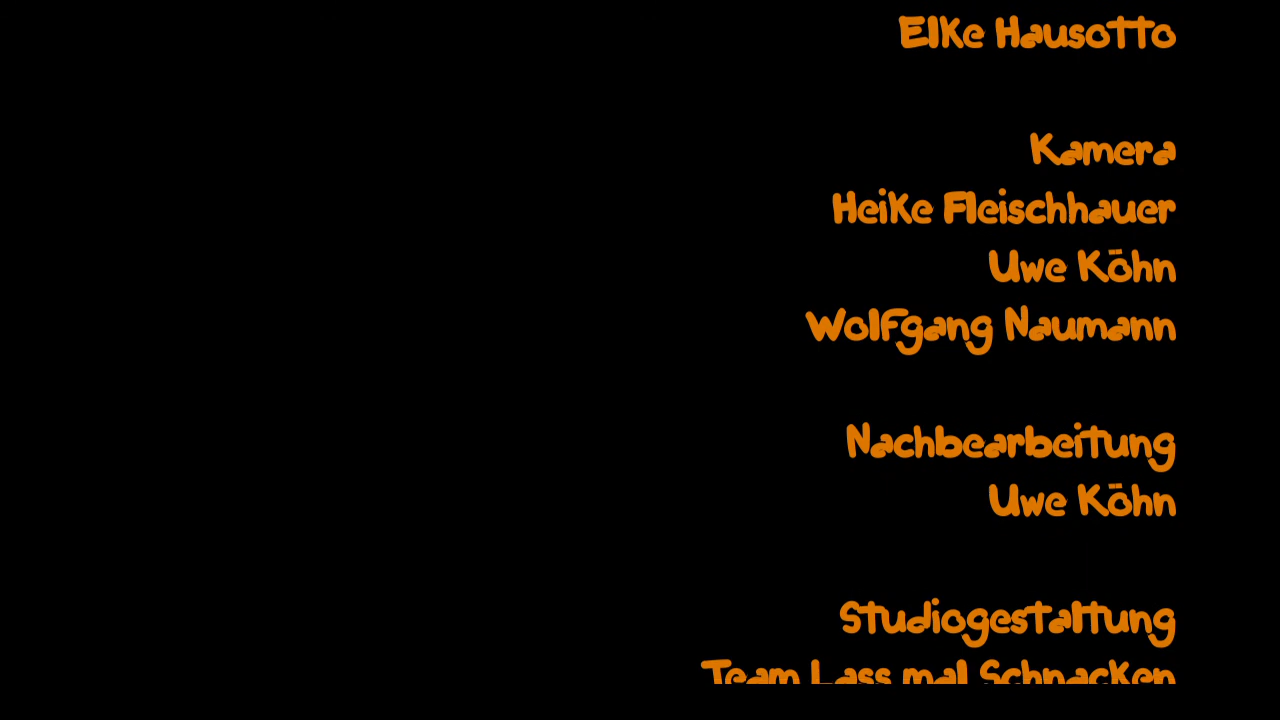 Elke Hausotto
Kamera
Heike Fleischhauer
Uwe Köhn
Wolfgang Naumann
Nachbearbeitung
Uwe Köhn
Studiogestaltung
Team Lass mal Schnacken